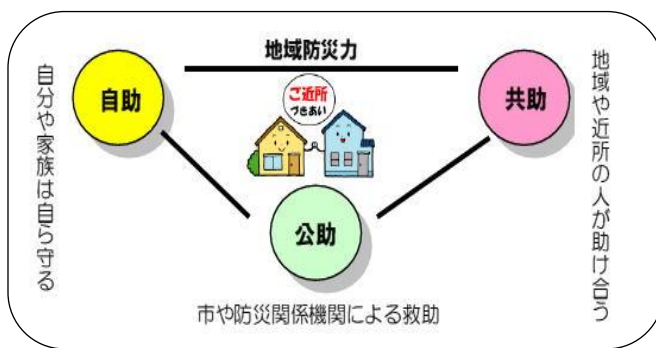 地域防災力
自助
ご近所
づきあい
共助
自分や家族は自ら守る
地域や近所の人が助け合う
公助
市や防災関係機関による救助